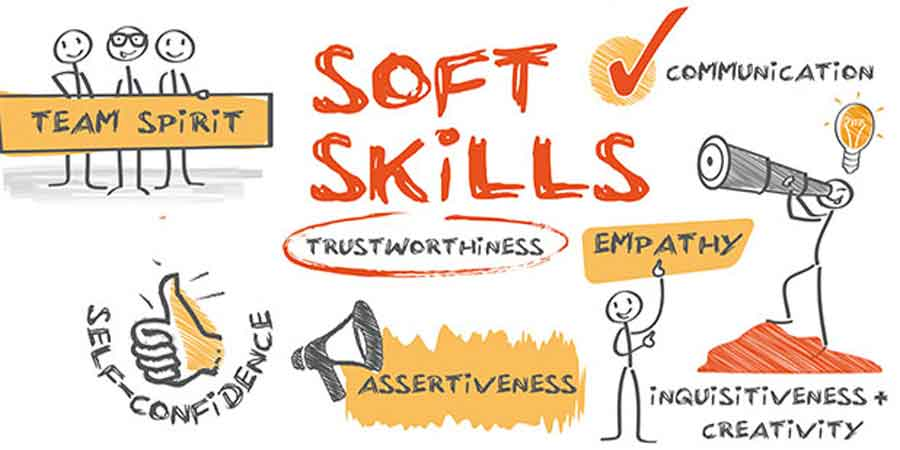 SOFT
SKILLS
TEAM SPIRIT
COMMUNICATION
TRUSTWORTHINESS
EMPATHY
SELF-CONFIDENCE
ASSERTIVENESS
INQUISITIVENESS +
CREATIVITY